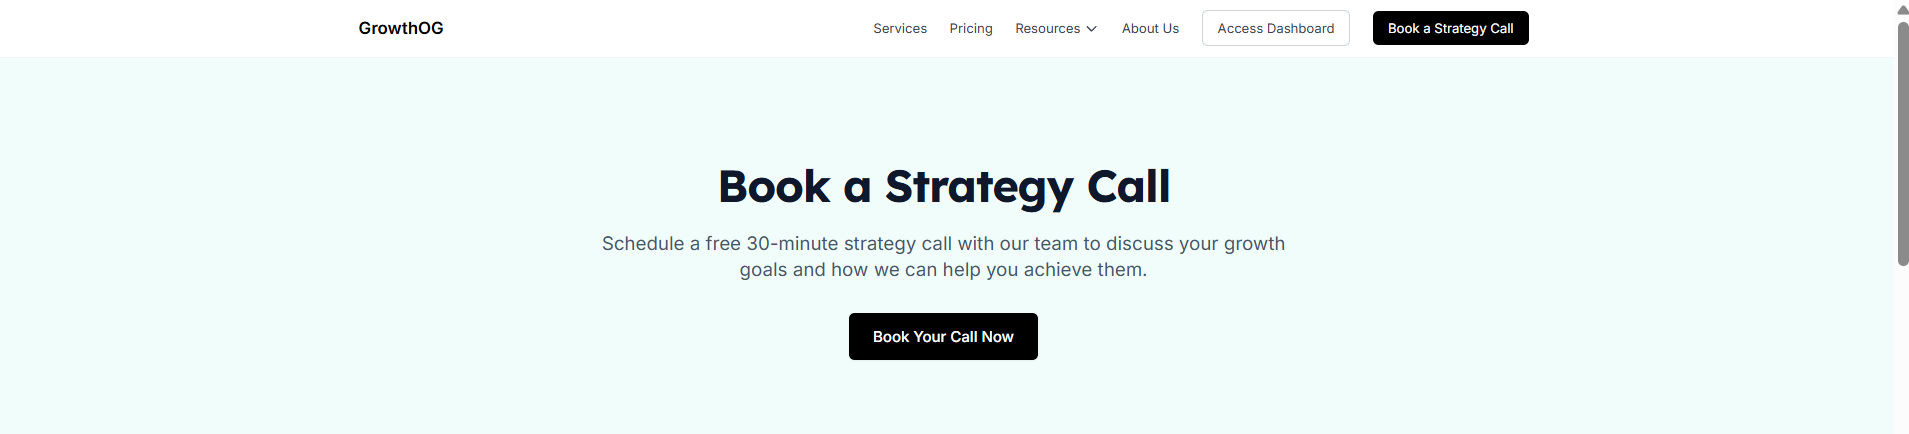 GrowthOG
Services Pricing Resources About Us Access Dashboard Book a Strategy Call
Book a Strategy Call
Schedule a free 30-minute strategy call with our team to discuss your growth
goals and how we can help you achieve them.
Book Your Call Now